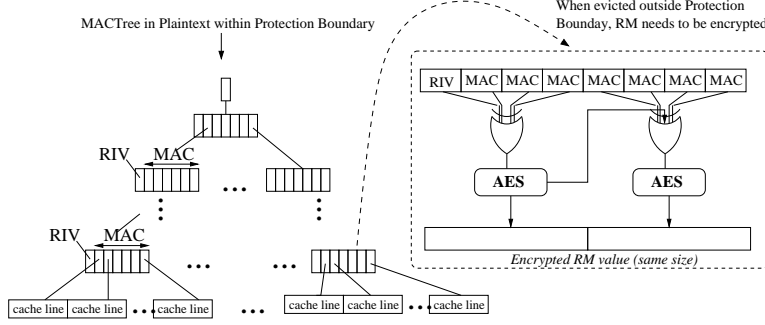 MACTree in Plaintext within Protection Boundary
When evicted outside Protection
Bounday, RM needs to be encrypted
RIV MAC MAC MAC MAC MAC MAC MAC
RIV MAC
...
AES AES
RIV MAC
... ...
Encrypted RM value (same size)
cache line cache line ... cache line ... cache line cache line ... cache line